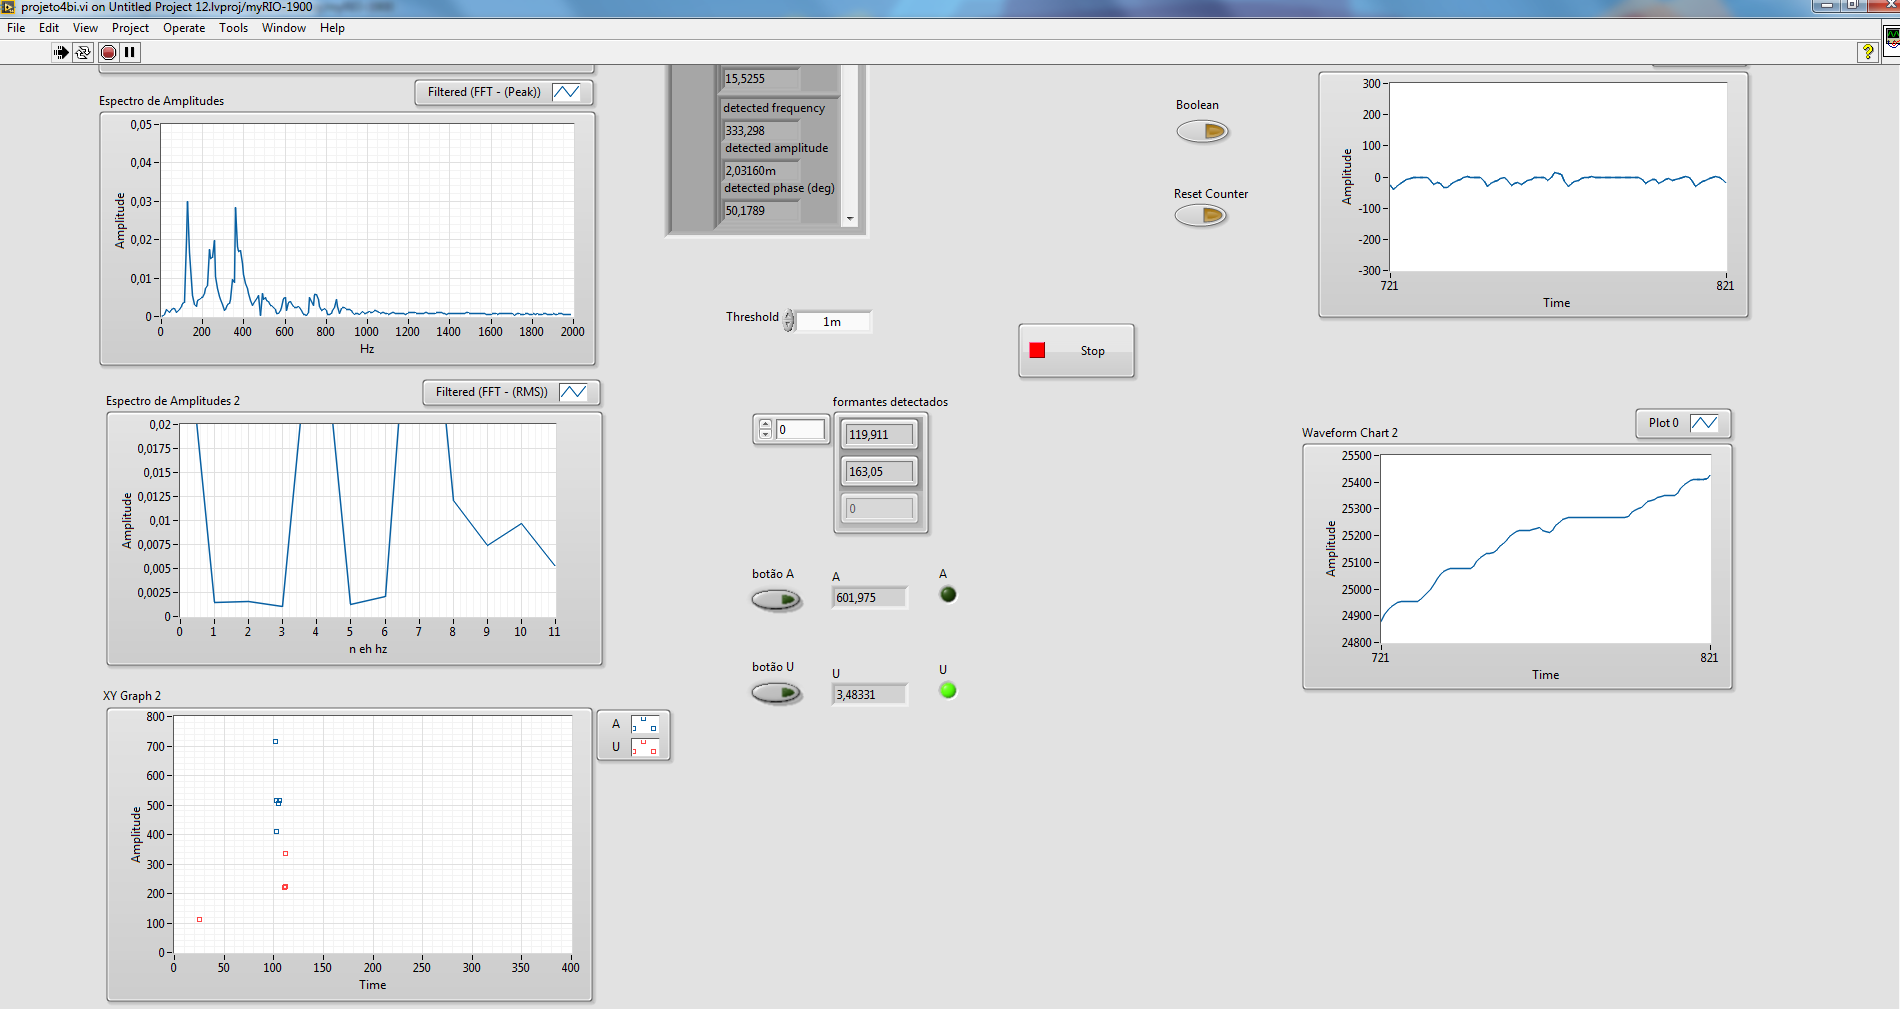 projeto4bi.vi on Untitled Project 12.lvproj/myRIO-1900
File Edit View Project Operate Tools Window Help
Espectro de Amplitudes
Filtered (FFT - (Peak))
0,05
0,04
0,03
0,02
0,01
0
Amplitude
0 200 400 600 800 1000 1200 1400 1600 1800 2000
Hz
Espectro de Amplitudes 2
Filtered (FFT - (RMS))
0,02
0,0175
0,015
0,0125
0,01
0,0075
0,005
0,0025
0
Amplitude
0 1 2 3 4 5 6 7 8 9 10 11
n eh hz
XY Graph 2
A
U
800
700
600
500
400
300
200
100
0
Amplitude
0 50 100 150 200 250 300 350 400
Time
15,5255
detected frequency
333,298
detected amplitude
2,03160m
detected phase (deg)
50,1789
Threshold 1m
Stop
formantes detectados
0
119,911
163,05
0
botão A
A
601,975
A
botão U
U
3,48331
U
Boolean
Reset Counter
300
200
100
0
-100
-200
-300
Amplitude
721 821
Time
Waveform Chart 2
Plot 0
25500
25400
25300
25200
25100
25000
24900
24800
Amplitude
721 821
Time